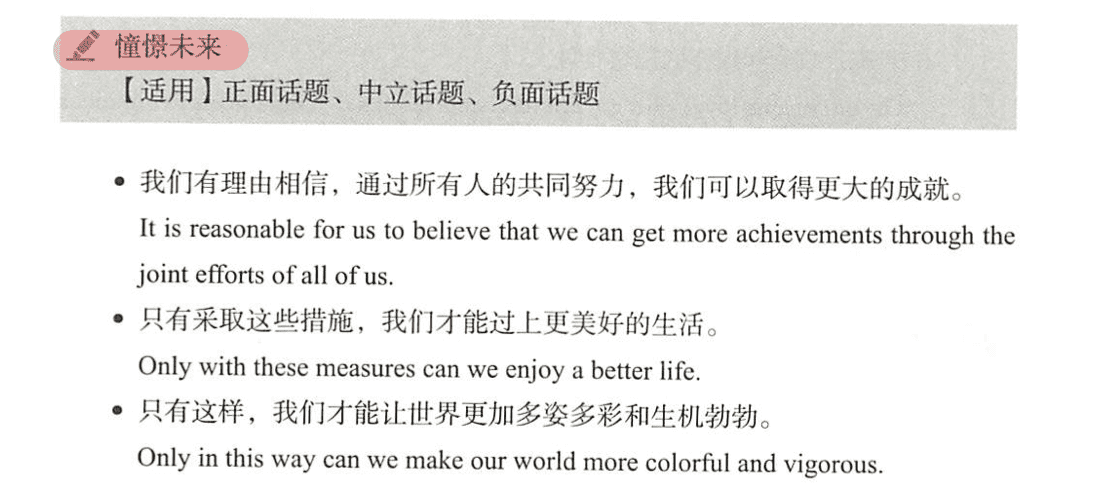 憧憬未来
【适用】正面话题、中立话题、负面话题
• 我们有理由相信，通过所有人的共同努力，我们可以取得更大的成就。
It is reasonable for us to believe that we can get more achievements through the
joint efforts of all of us.
• 只有采取这些措施，我们才能过上更美好的生活。
Only with these measures can we enjoy a better life.
• 只有这样，我们才能让世界更加多姿多彩和生机勃勃。
Only in this way can we make our world more colorful and vigorous.